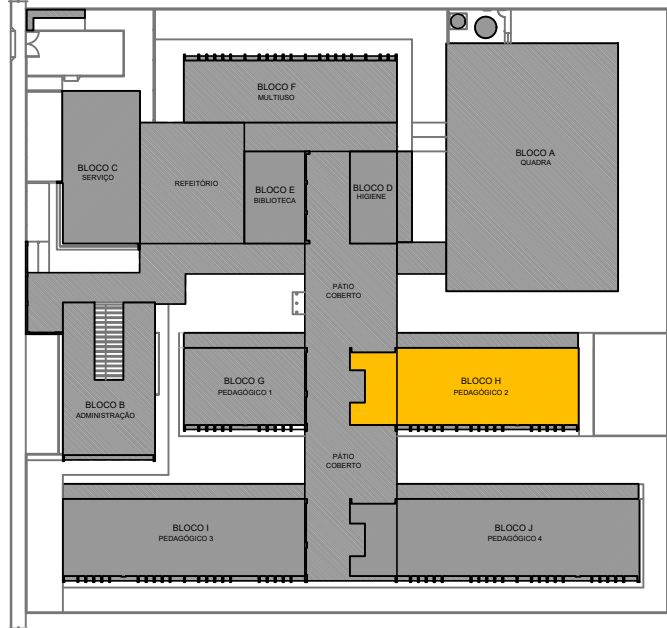 BLOCO F
MULTIUSO
BLOCO A
QUADRA
BLOCO C
SERVIÇO
REFEITÓRIO
BLOCO E
BIBLIOTECA
BLOCO D
HIGIENE
PÁTIO
COBERTO
BLOCO G
PEDAGÓGICO 1
BLOCO H
PEDAGÓGICO 2
BLOCO B
ADMINISTRAÇÃO
PÁTIO
COBERTO
BLOCO I
PEDAGÓGICO 3
BLOCO J
PEDAGÓGICO 4